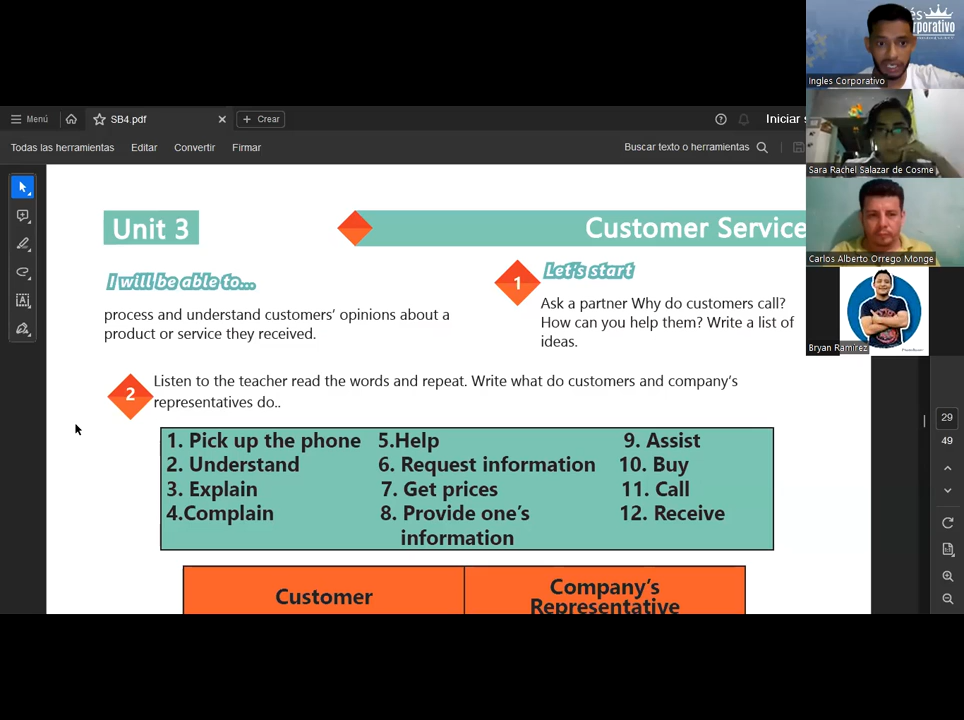 Menú
SB4.pdf
Crear
Iniciar s
Todas las herramientas
Editar
Convertir
Firmar
Buscar texto o herramientas
Unit 3
Customer Service
I will be able to...
process and understand customers' opinions about a
product or service they received.
1
Let's start
Ask a partner Why do customers call?
How can you help them? Write a list of
ideas.
2
Listen to the teacher read the words and repeat. Write what do customers and company's
representatives do..
1. Pick up the phone
2. Understand
3. Explain
4.Complain
5.Help
6. Request information
7. Get prices
8. Provide one's
information
9. Assist
10. Buy
11. Call
12. Receive
Customer
Company's
Representative
29
49
Ingles Corporativo
Sara Rachel Salazar de Cosme
Carlos Alberto Orrego Monge
Bryan Ramirez